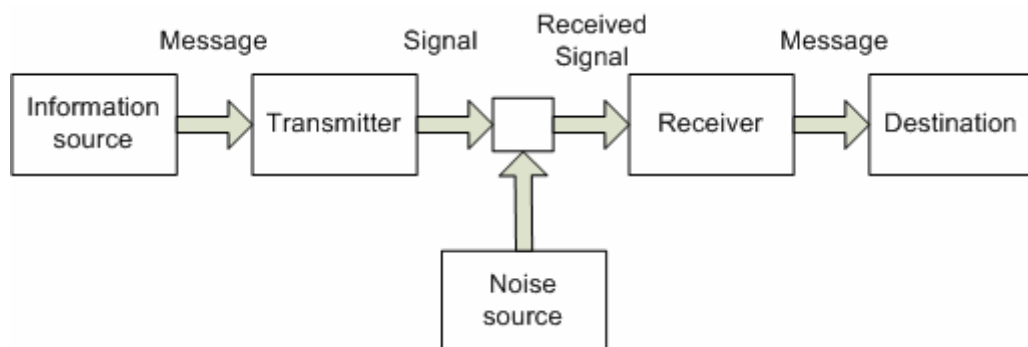 Message
Signal
Received
Signal
Message
Information
source
Transmitter
Receiver
Destination
Noise
source